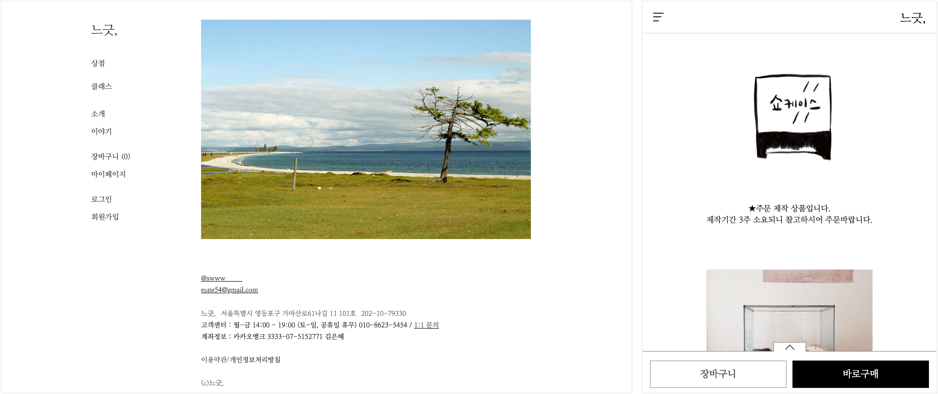 느긋,
상점
클래스
소개
이야기
장바구니 (0)
마이페이지
로그인
회원가입
@swww____
eune54@gmail.com
느긋, 서울특별시 영등포구 가마산로61나길 11 101호 202-10-79330
고객센터 : 월-금 14:00 - 19:00 (토-일, 공휴일 휴무) 010-8623-5454 / 1:1 문의
계좌정보 : 카카오뱅크 3333-07-5152771 김은혜
이용약관/개인정보처리방침
(c)느긋,
느긋,
쇼케이스
★주문 제작 상품입니다.
제작기간 3주 소요되니 참고하시어 주문바랍니다.
장바구니
바로구매